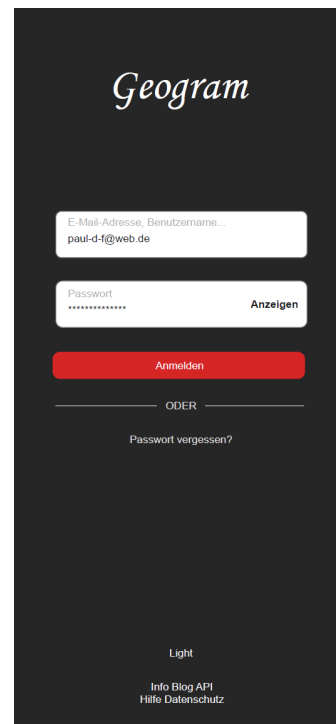 Geogram
E-Mail-Adresse, Benutzername...
paul-d-f@web.de
Passwort
**************
Anzeigen
Anmelden
ODER
Passwort vergessen?
Light
Info Blog API
Hilfe Datenschutz